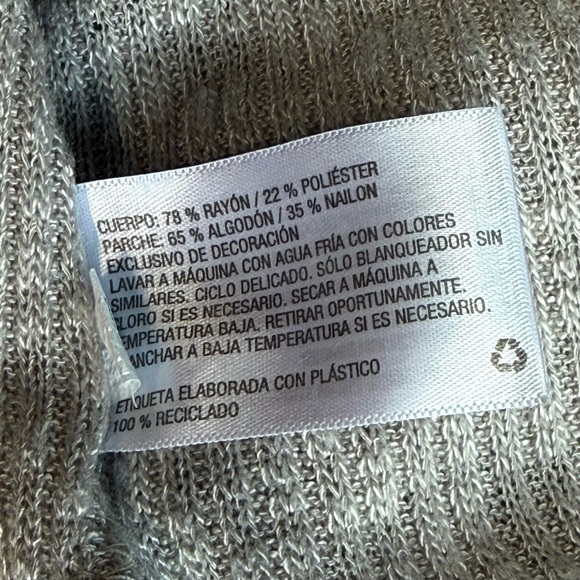 CUERPO: 78 % RAYÓN / 22 % POLIÉSTER
PARCHE: 65 % ALGODÓN / 35 % NAILON
EXCLUSIVO DE DECORACIÓN
LAVAR A MÁQUINA CON AGUA FRÍA CON COLORES
SIMILARES. CICLO DELICADO. SÓLO BLANQUEADOR SIN
CLORO SI ES NECESARIO. SECAR A MÁQUINA A
TEMPERATURA BAJA. RETIRAR OPORTUNAMENTE.
PLANCHAR A BAJA TEMPERATURA SI ES NECESARIO.
ETIQUETA ELABORADA CON PLÁSTICO
100 % RECICLADO